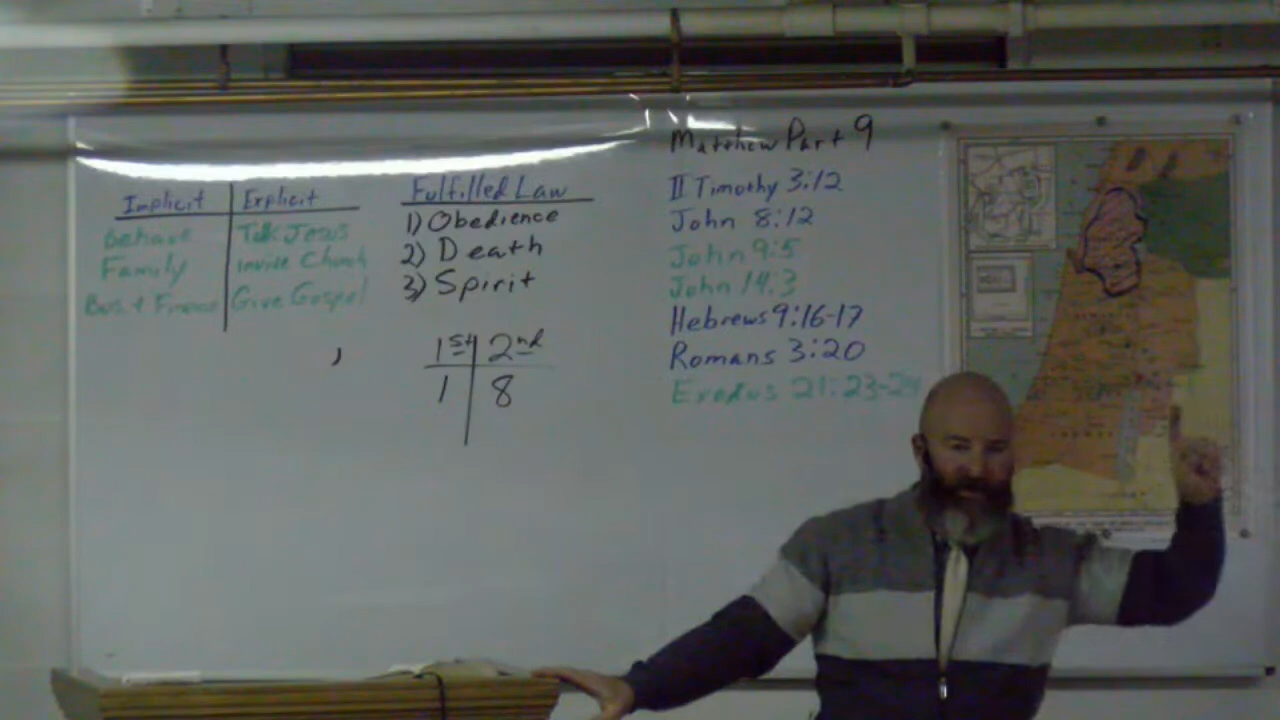 Implicit Explicit
Behave Talk Jesus
Family Invite Church
Bus. + Finance Give Gospel
Fulfilled Law
1) Obedience
2) Death
3) Spirit
,
1st 2nd
1 8
Matthew Part 9
II Timothy 3:12
John 8:12
John 9:5
John 14:3
Hebrews 9:16-17
Romans 3:20
Exodus 21:23-24